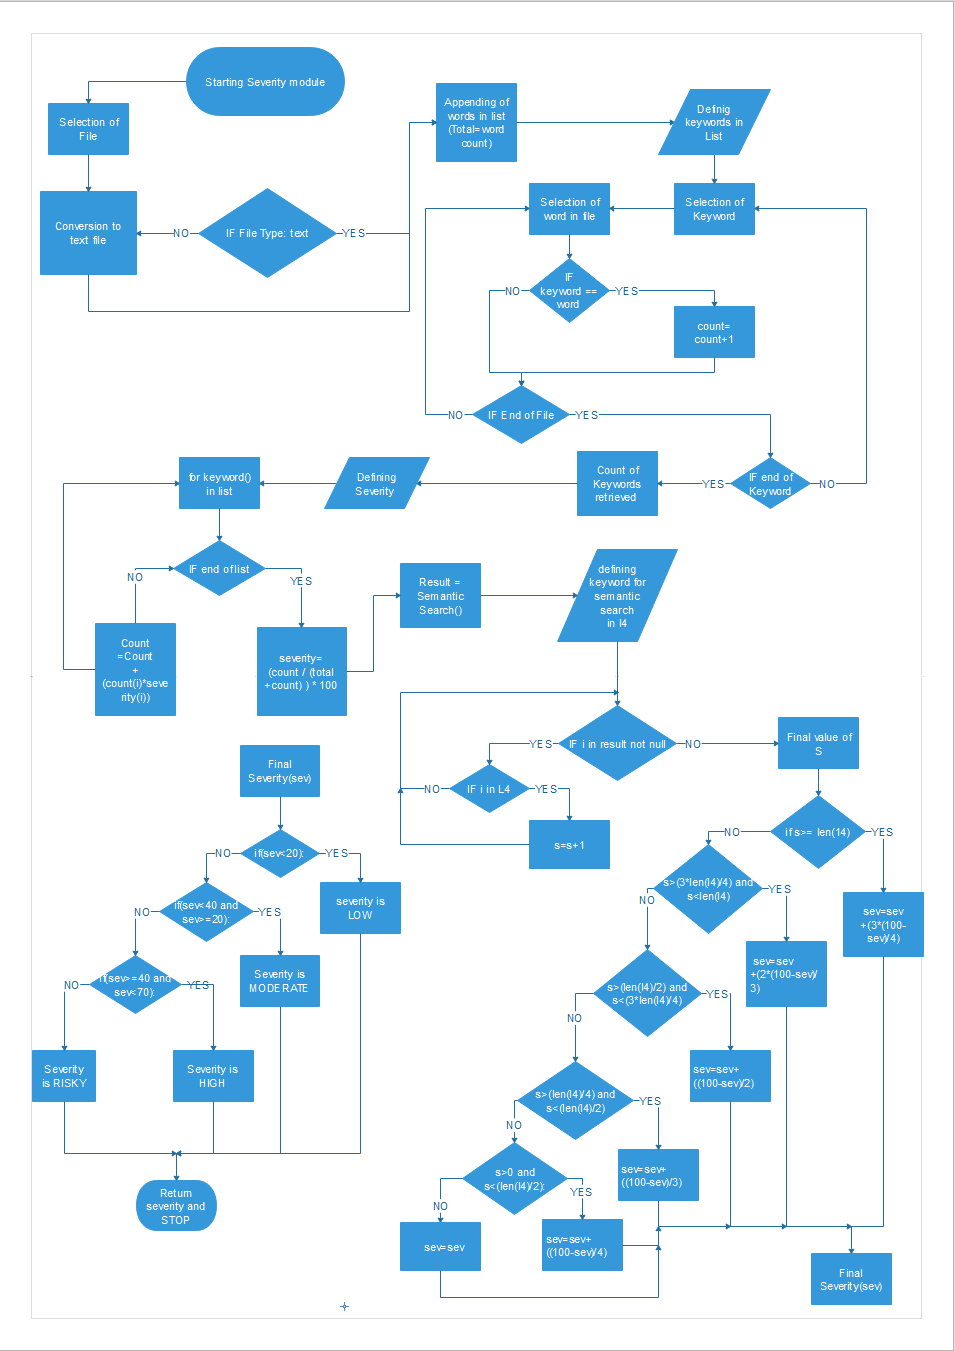 Starting Severity module
Selection of
File
Conversion to
text file
NO
IF File Type: text
YES
Appending of
words in list
(Total=word
count)
Definig
keywords in
List
Selection of
word in file
Selection of
Keyword
IF
keyword ==
word
NO
YES
count=
count+1
NO
IF End of File
YES
for keyword()
in list
Defining
Severity
Count of
Keywords
retrieved
YES
IF end of
Keyword
NO
NO
IF end of list
YES
Count
=Count
+
(count(i)*seve
rity(i))
severity=
(count / (total
+count) ) * 100
Result =
Semantic
Search()
defining
keyword for
semantic
search
in l4
YES
IF i in result not null
NO
Final value of
S
NO
IF i in L4
YES
s=s+1
NO
if s>= len(14)
YES
Final
Severity(sev)
NO
if(sev<20):
YES
severity is
LOW
NO
if(sev<40 and
sev>=20):
YES
Severity is
MODERATE
NO
if(sev>=40 and
sev<70):
YES
Severity
is RISKY
Severity is
HIGH
Return
severity and
STOP
s>(3*len(l4)/4) and
s<len(l4)
NO
YES
sev=sev
+(3*(100-
sev)/4)
sev=sev
+(2*(100-sev)/
3)
s>(len(l4)/2) and
s<(3*len(l4)/4)
NO
YES
sev=sev+
((100-sev)/2)
s>(len(l4)/4) and
s<(len(l4)/2)
NO
YES
sev=sev+
((100-sev)/3)
s>0 and
s<(len(l4)/2):
NO
YES
sev=sev
sev=sev+
((100-sev)/4)
Final
Severity(sev)